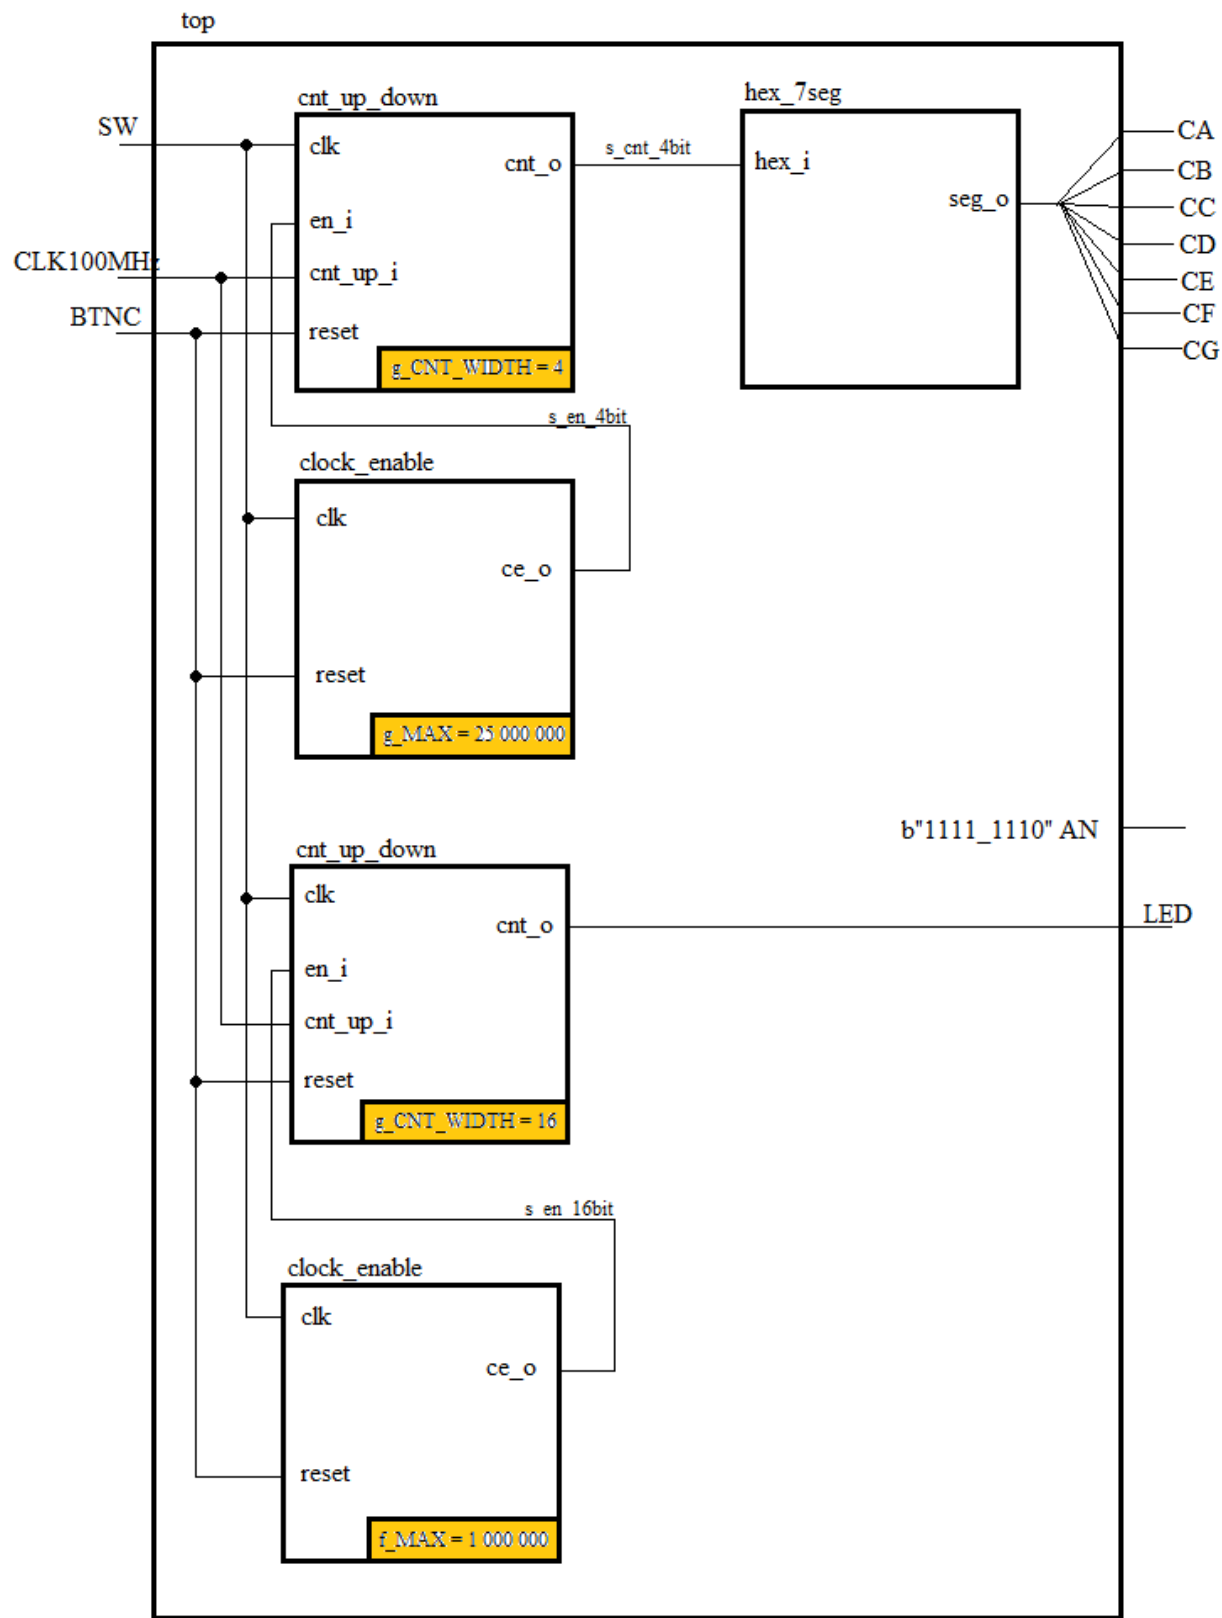 top
cnt_up_down
hex_7seg
SW
clk
cnt_o
s_cnt_4bit
hex_i
CA
CB
seg_o
CC
en_i
CD
CLK100MHz
cnt_up_i
CE
BTNC
reset
CF
CG
g_CNT_WIDTH = 4
s_en_4bit
clock_enable
clk
ce_o
reset
g_MAX = 25 000 000
b"1111_1110" AN
cnt_up_down
clk
cnt_o
LED
en_i
cnt_up_i
reset
g_CNT_WIDTH = 16
s_en_16bit
clock_enable
clk
ce_o
reset
f_MAX = 1 000 000